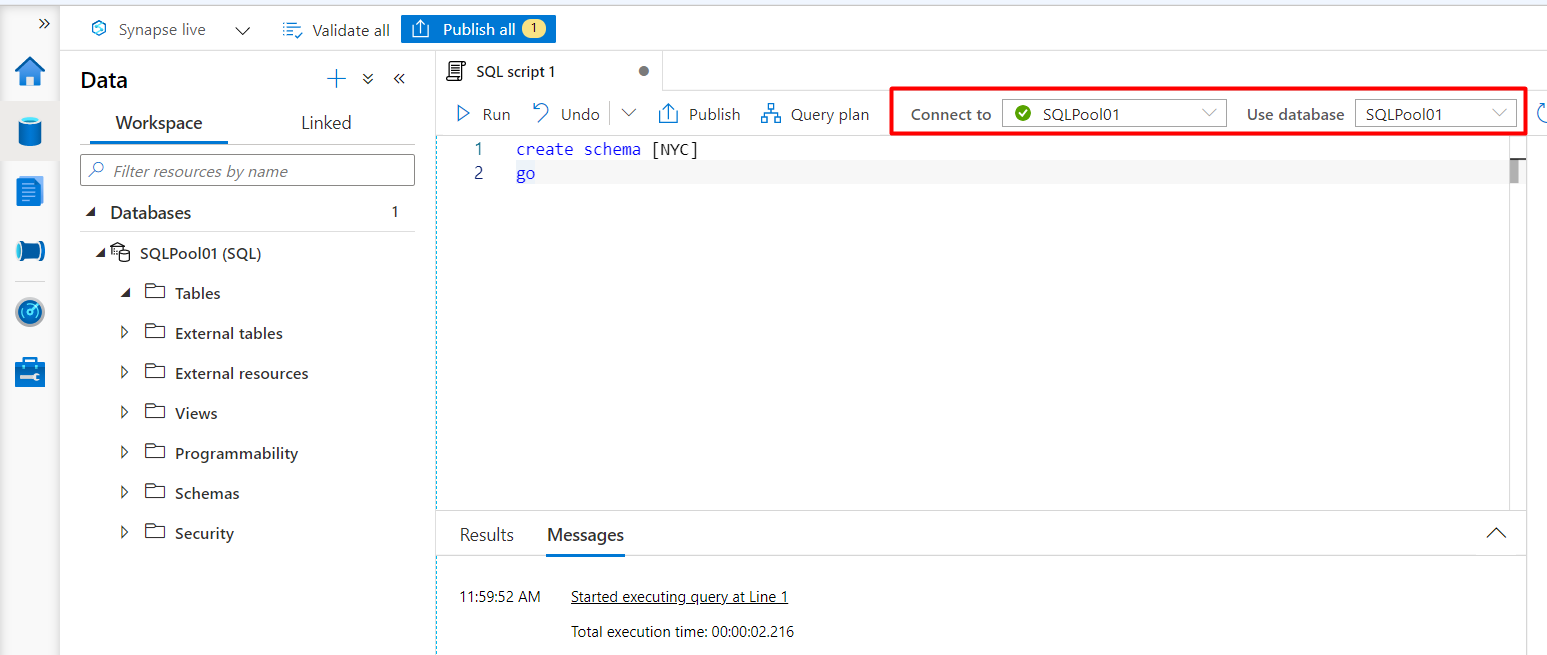 Synapse live
Validate all
Publish all 1
Data
Workspace
Linked
Filter resources by name
Databases 1
SQLPool01 (SQL)
Tables
External tables
External resources
Views
Programmability
Schemas
Security
SQL script 1
Run
Undo
Publish
Query plan
Connect to
SQLPool01
Use database
SQLPool01
1 create schema [NYC]
2 go
Results
Messages
11:59:52 AM Started executing query at Line 1
Total execution time: 00:00:02.216